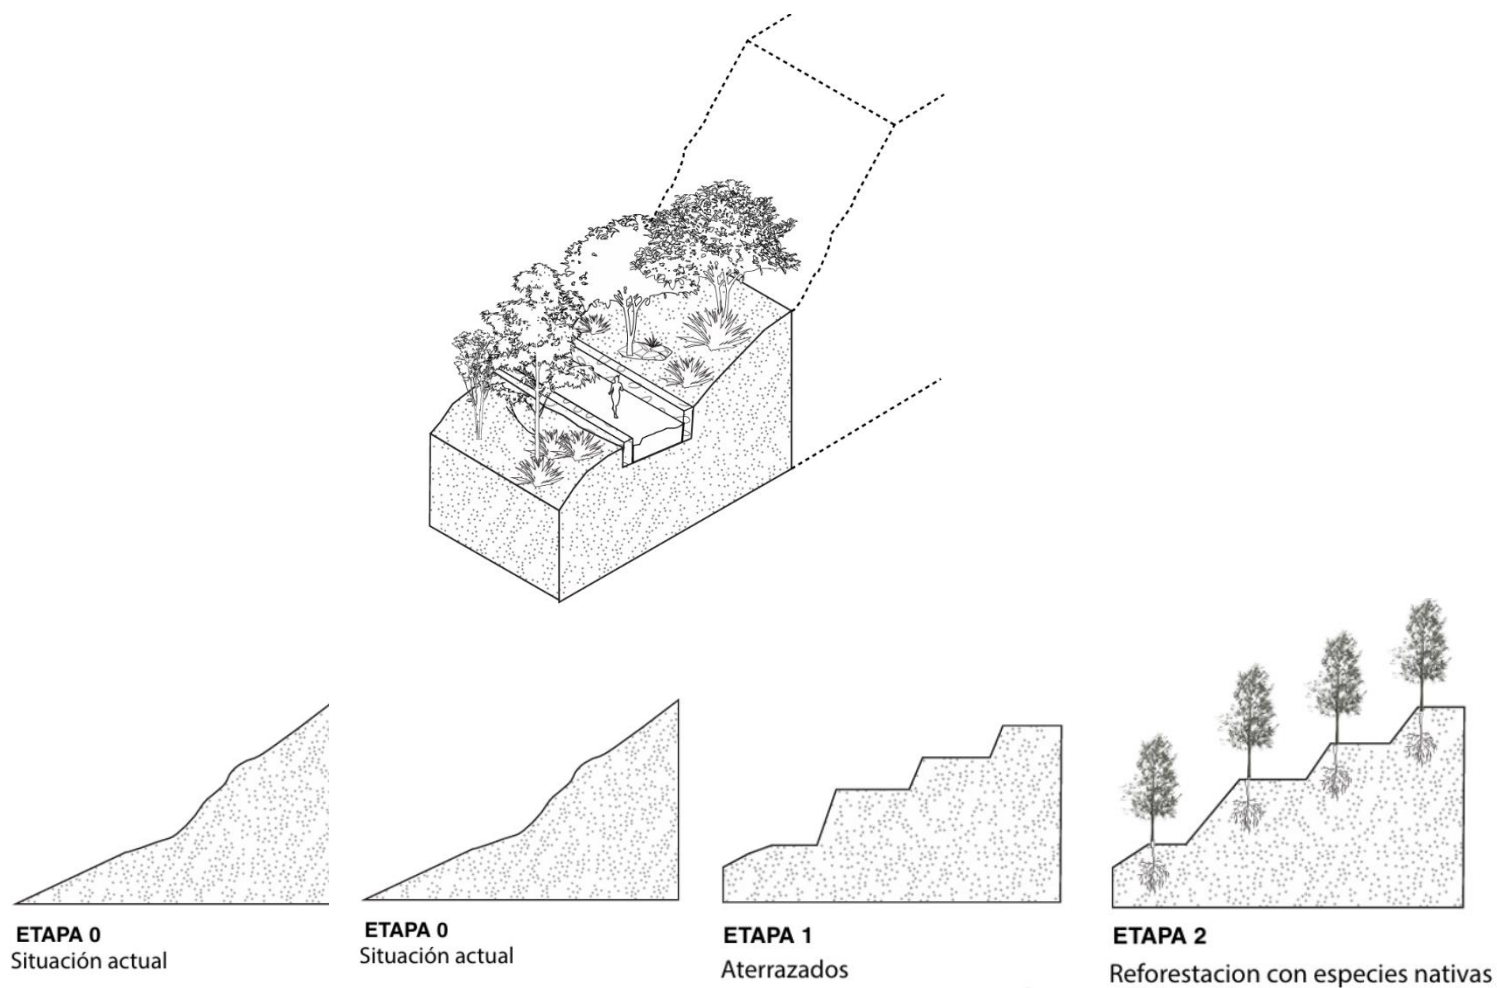 ETAPA 0
Situación actual
ETAPA 0
Situación actual
ETAPA 1
Aterrazados
ETAPA 2
Reforestacion con especies nativas